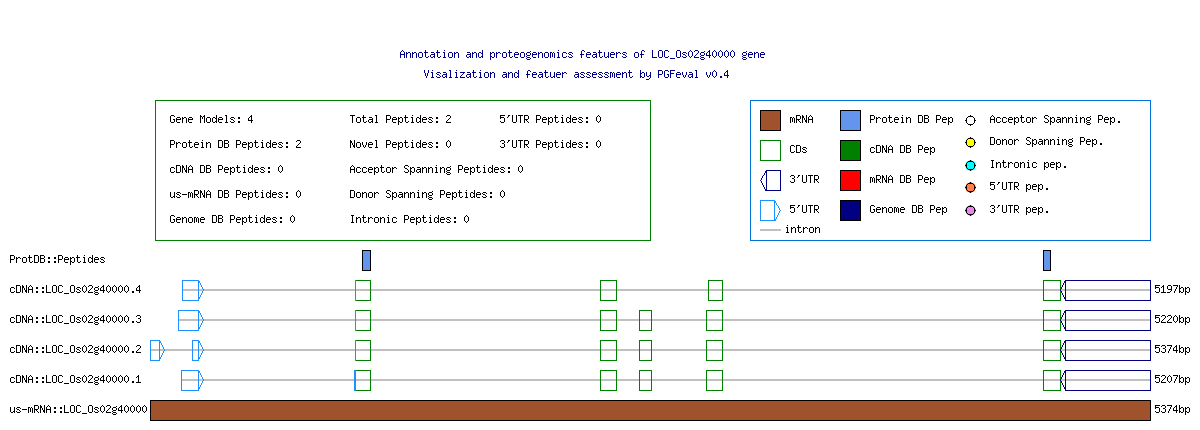 Annotation and proteogenomics featuers of LOC_Os02g40000 gene
Visalization and featuer assessment by PGFeval v0.4
Gene Models: 4 Total Peptides: 2 5'UTR Peptides: 0
Protein DB Peptides: 2 Novel Peptides: 0 3'UTR Peptides: 0
cDNA DB Peptides: 0 Acceptor Spanning Peptides: 0
us-mRNA DB Peptides: 0 Donor Spanning Peptides: 0
Genome DB Peptides: 0 Intronic Peptides: 0
mRNA Protein DB Pep Acceptor Spanning Pep.
CDs cDNA DB Pep Donor Spanning Pep.
3'UTR mRNA DB Pep Intronic pep.
5'UTR Genome DB Pep 5'UTR pep.
intron 3'UTR pep.
ProtDB::Peptides
cDNA::LOC_Os02g40000.4 5197bp
cDNA::LOC_Os02g40000.3 5220bp
cDNA::LOC_Os02g40000.2 5374bp
cDNA::LOC_Os02g40000.1 5207bp
us-mRNA::LOC_Os02g40000 5374bp